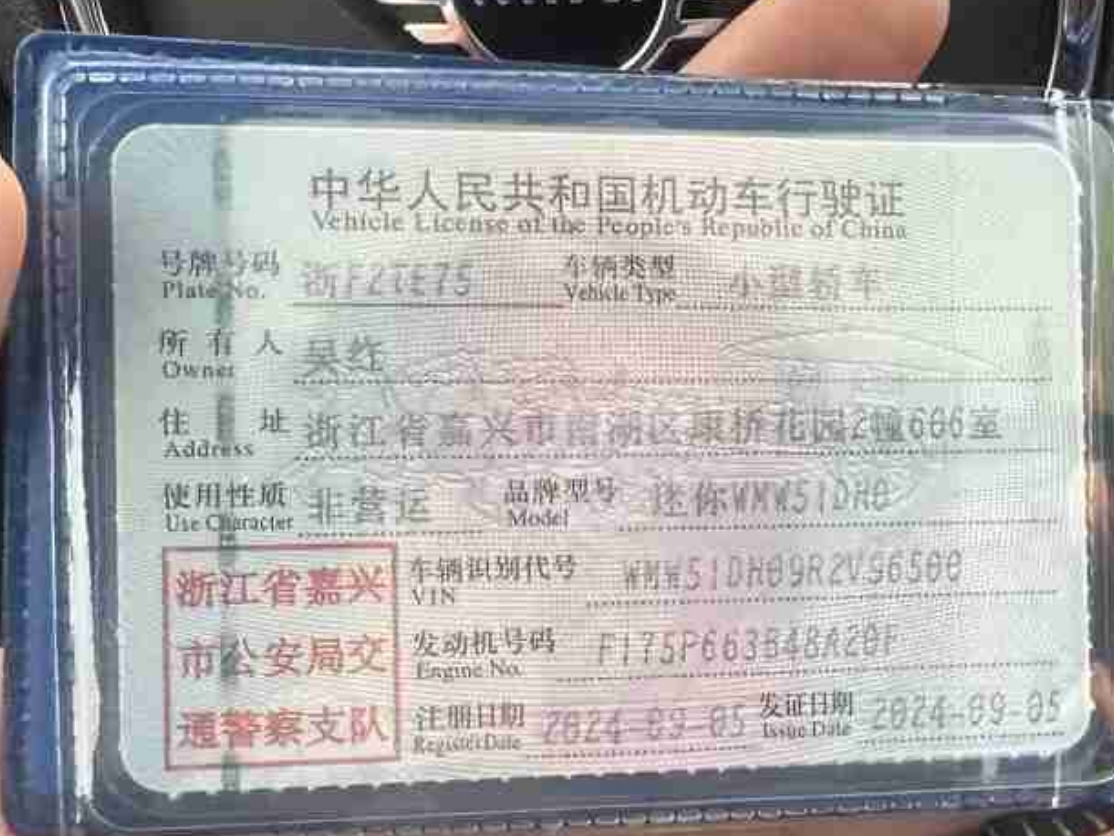 中华人民共和国机动车行驶证
Vehicle License of the People's Republic of China
号牌号码 浙F2TE75 车辆类型 小型轿车
Plate No. Vehicle Type
所有人 吴红
Owner
住址 浙江省嘉兴市南湖区康桥花园2幢606室
Address
使用性质 非营运 品牌型号 迷你WMW51DH0
Use Character Model
浙江省嘉兴
市公安局交
通警察支队
车辆识别代号 WMW51DH09R2V96500
VIN
发动机号码 F175P663B48A20F
Engine No.
注册日期 2024-09-05 发证日期 2024-09-05
Register Date Issue Date